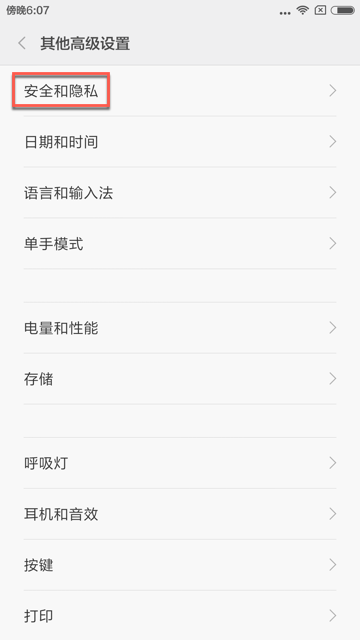 傍晚6:07
其他高级设置
安全和隐私
日期和时间
语言和输入法
单手模式
电量和性能
存储
呼吸灯
耳机和音效
按键
打印